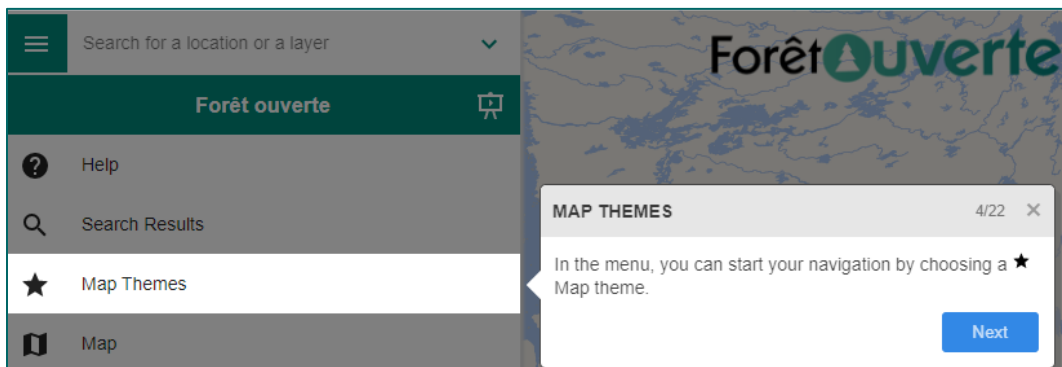 Search for a location or a layer
Forêt ouverte
Help
Search Results
Map Themes
Map
ForêtOuverte
MAP THEMES 4/22
In the menu, you can start your navigation by choosing a ★
Map theme.
Next